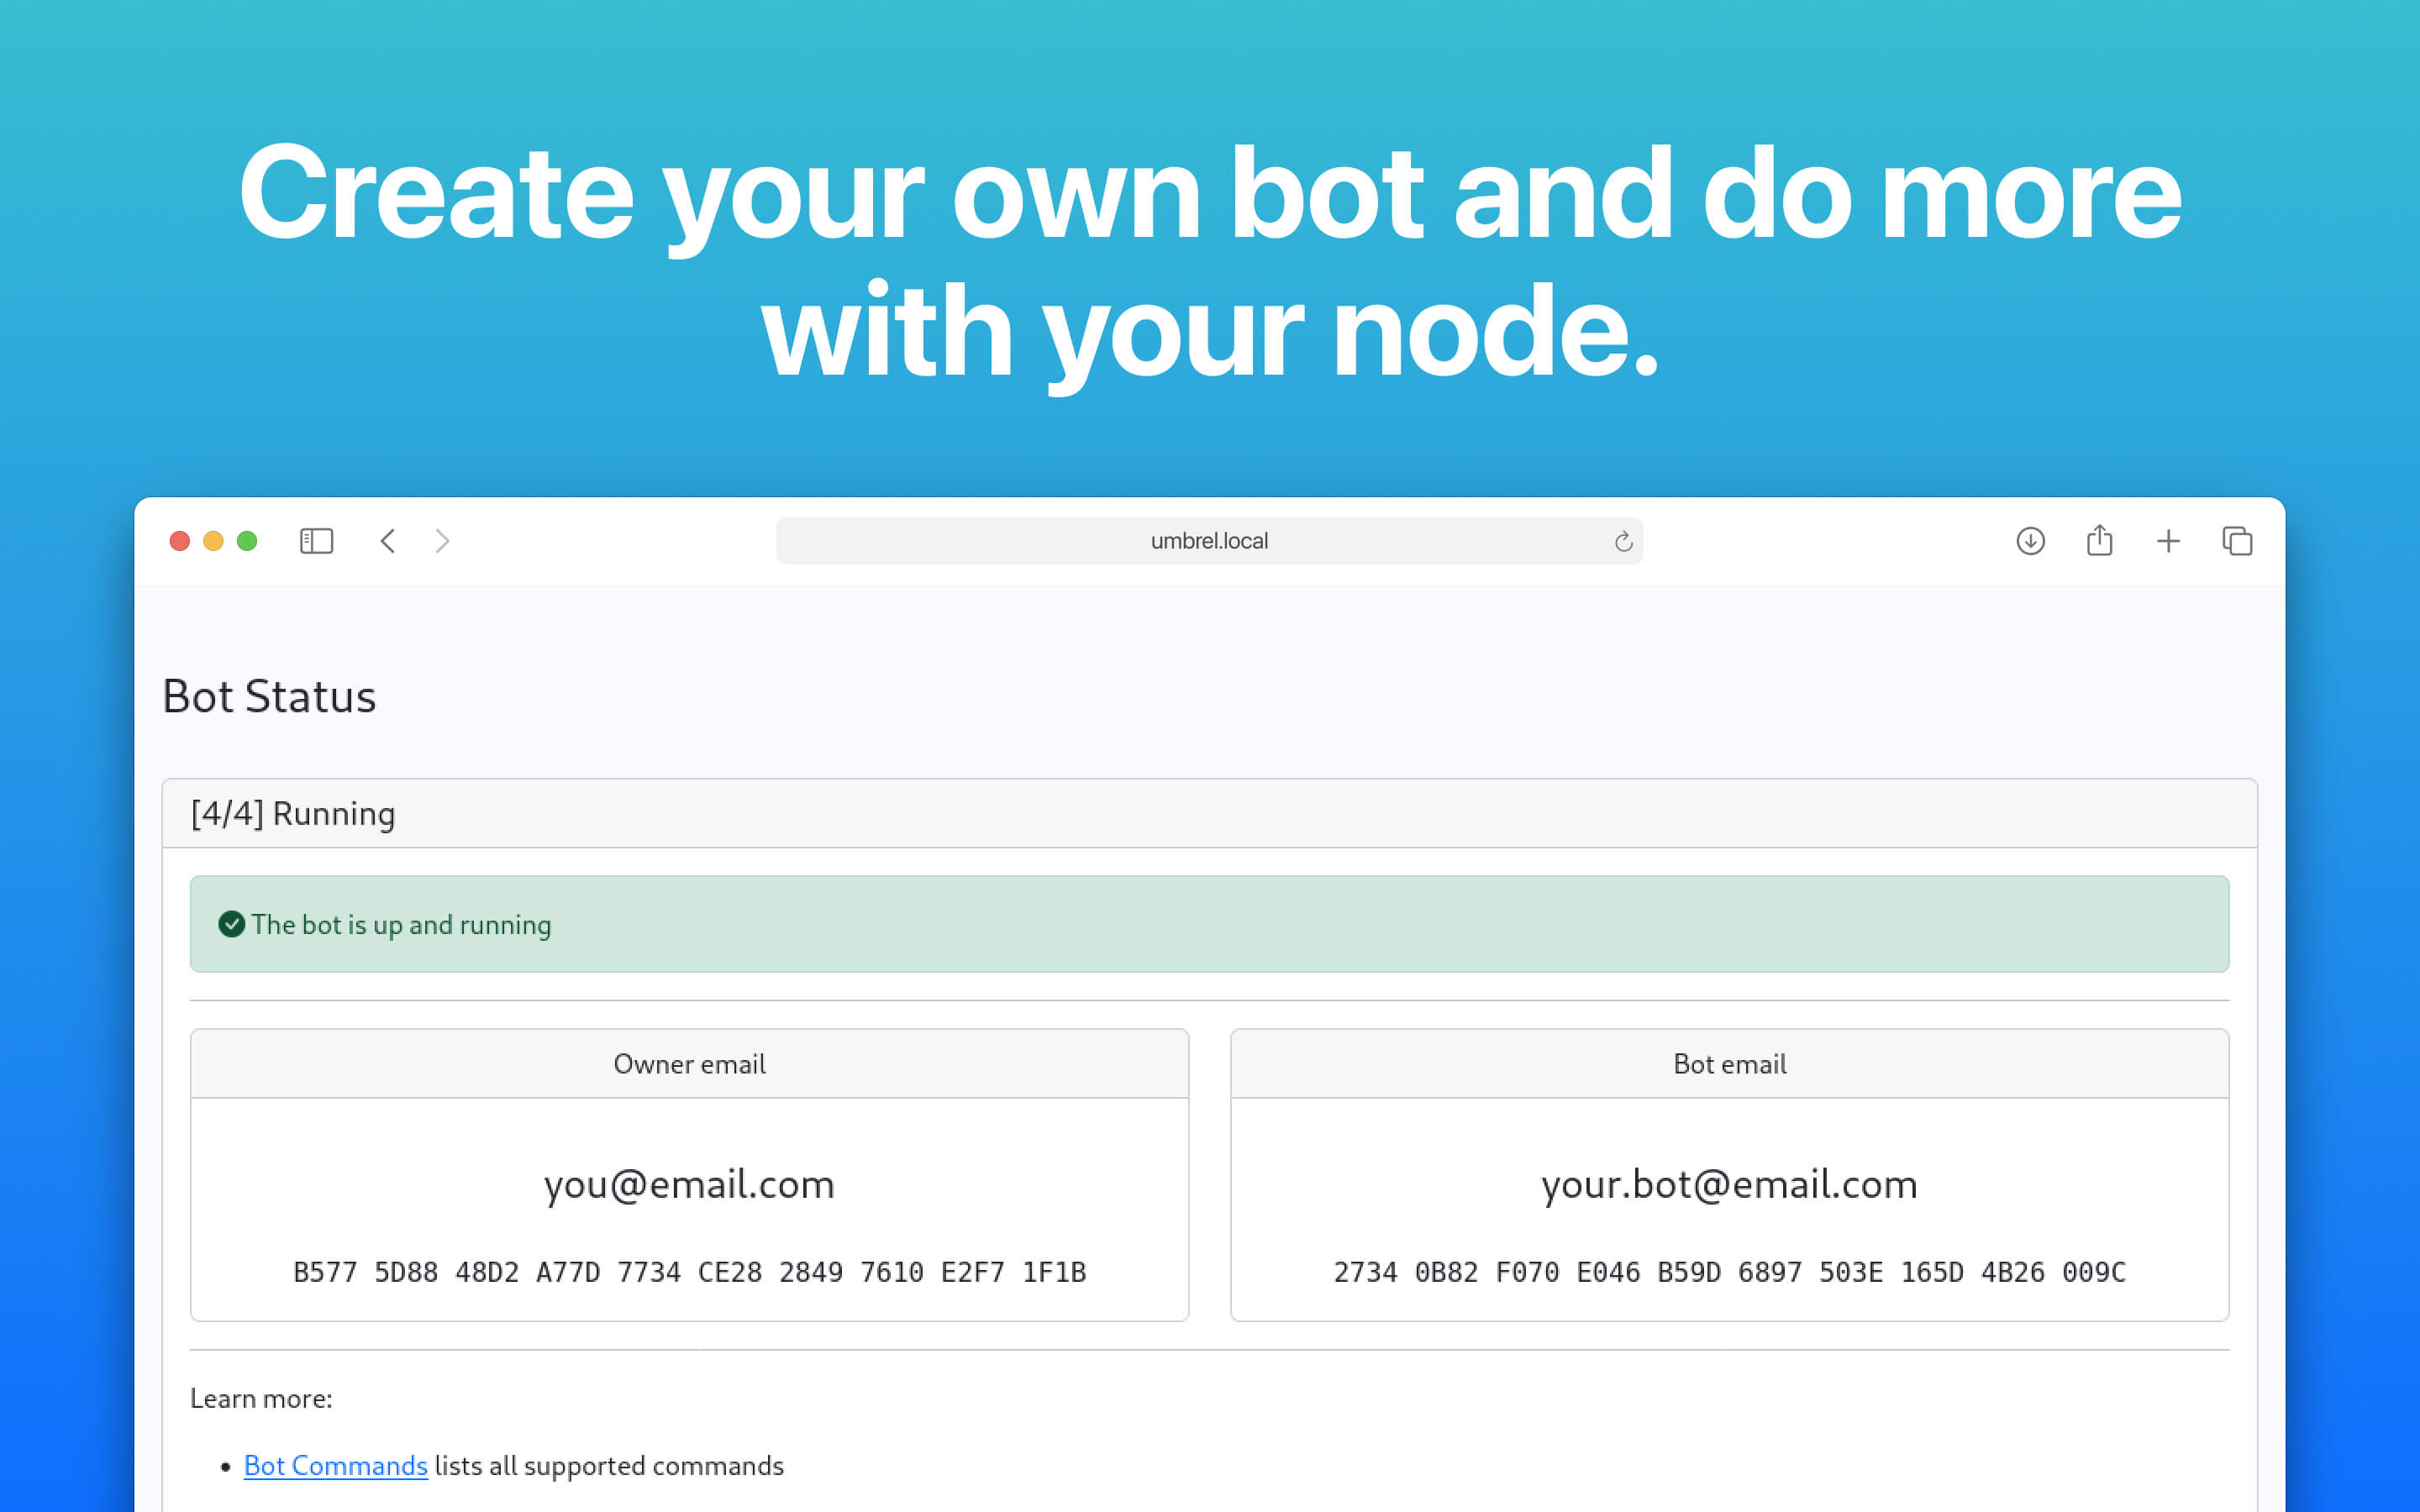 Create your own bot and do more
with your node.
umbrel.local
Bot Status
[4/4] Running
The bot is up and running
Owner email
Bot email
you@email.com
your.bot@email.com
B577 5D88 48D2 A77D 7734 CE28 2849 7610 E2F7 1F1B
2734 0B82 F070 E046 B59D 6897 503E 165D 4B26 009C
Learn more:
• Bot Commands lists all supported commands